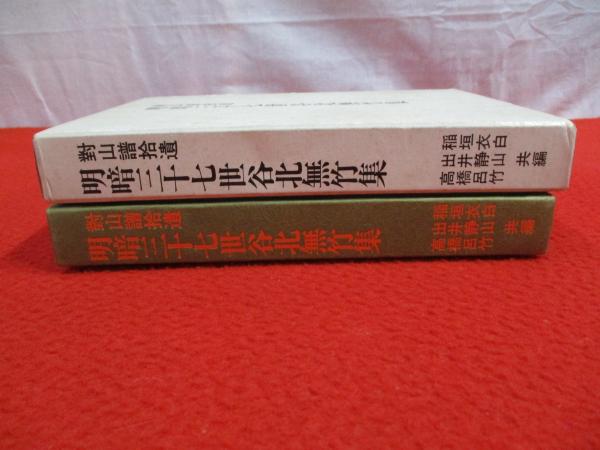 對山譜拾遺
明暗三十七世谷北無竹集
稲垣衣白
出井静山
高橋呂竹
共編
對山譜拾遺
明暗三十七世谷北無竹集
稲垣衣白
出井静山
高橋呂竹
共編